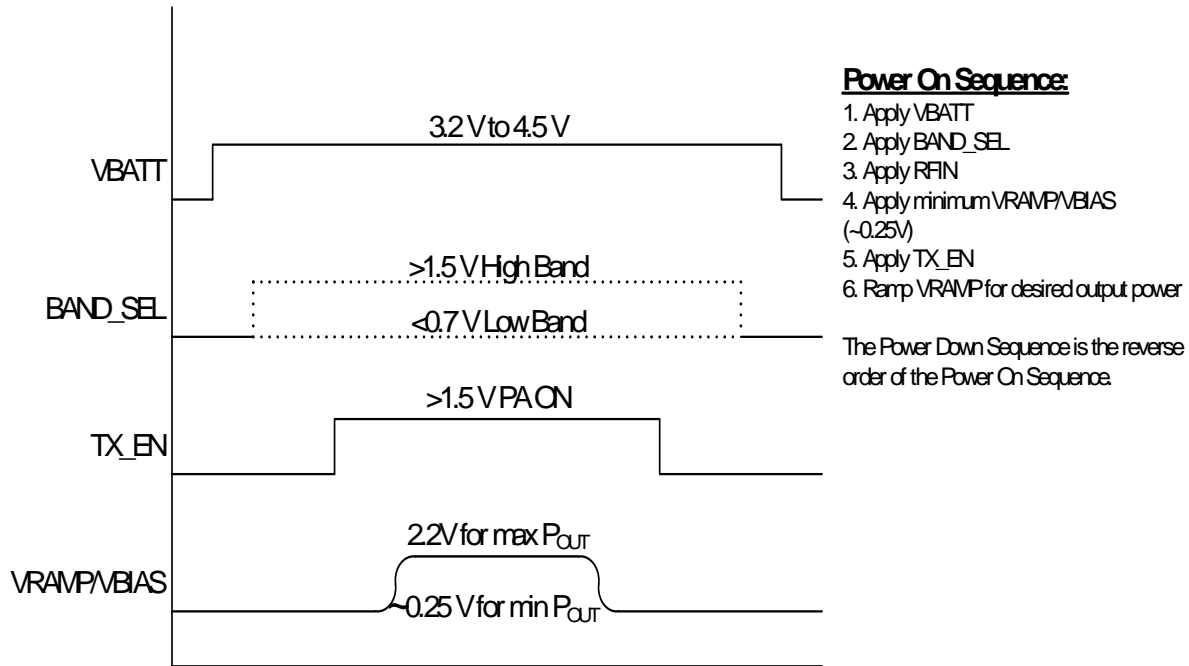 Power On Sequence:
1. Apply VBATT
2. Apply BAND_SEL
3. Apply RFIN
4. Apply minimum VRAMP/VBIAS
(~0.25V)
5. Apply TX_EN
6. Ramp VRAMP for desired output power
The Power Down Sequence is the reverse
order of the Power On Sequence.
3.2 V to 4.5 V
VBATT
>1.5 V High Band
BAND_SEL
<0.7 V Low Band
>1.5 V PA ON
TX_EN
2.2V for max POUT
VRAMP/VBIAS
~0.25 V for min POUT